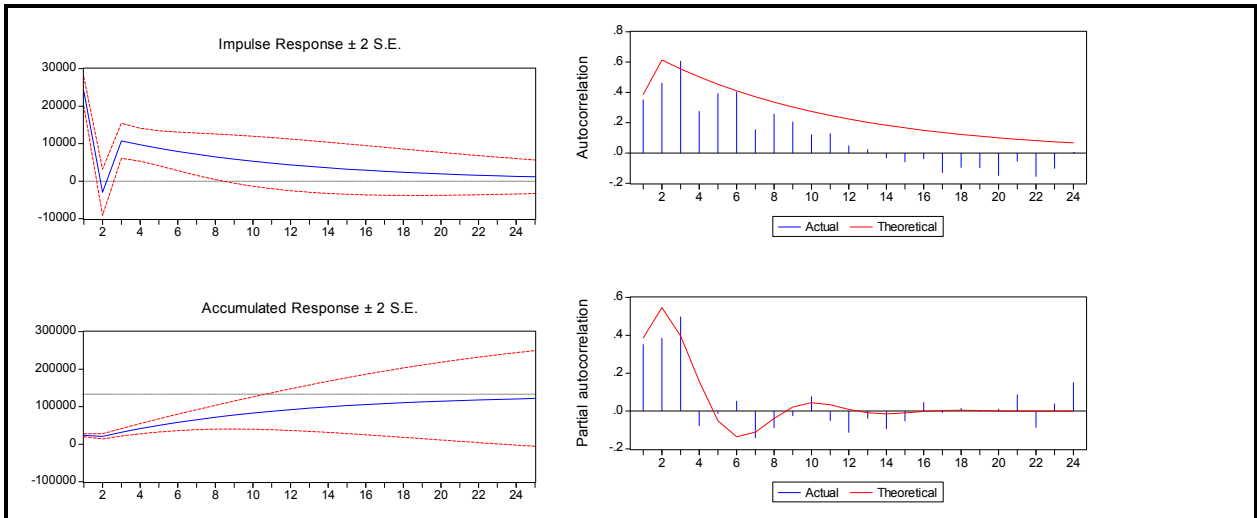 Impulse Response ± 2 S.E.
30000
20000
10000
0
-10000
2 4 6 8 10 12 14 16 18 20 22 24
Autocorrelation
.8
.6
.4
.2
.0
-.2
2 4 6 8 10 12 14 16 18 20 22 24
Actual Theoretical
Accumulated Response ± 2 S.E.
300000
200000
100000
0
-100000
2 4 6 8 10 12 14 16 18 20 22 24
Partial autocorrelation
.6
.4
.2
.0
-.2
2 4 6 8 10 12 14 16 18 20 22 24
Actual Theoretical